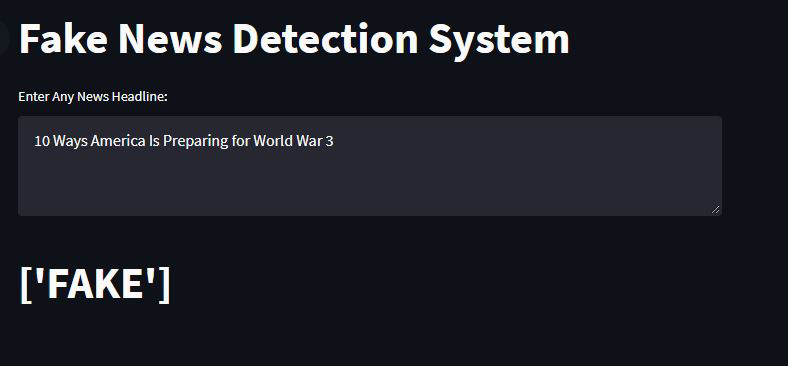 Fake News Detection System
Enter Any News Headline:
10 Ways America Is Preparing for World War 3
['FAKE']